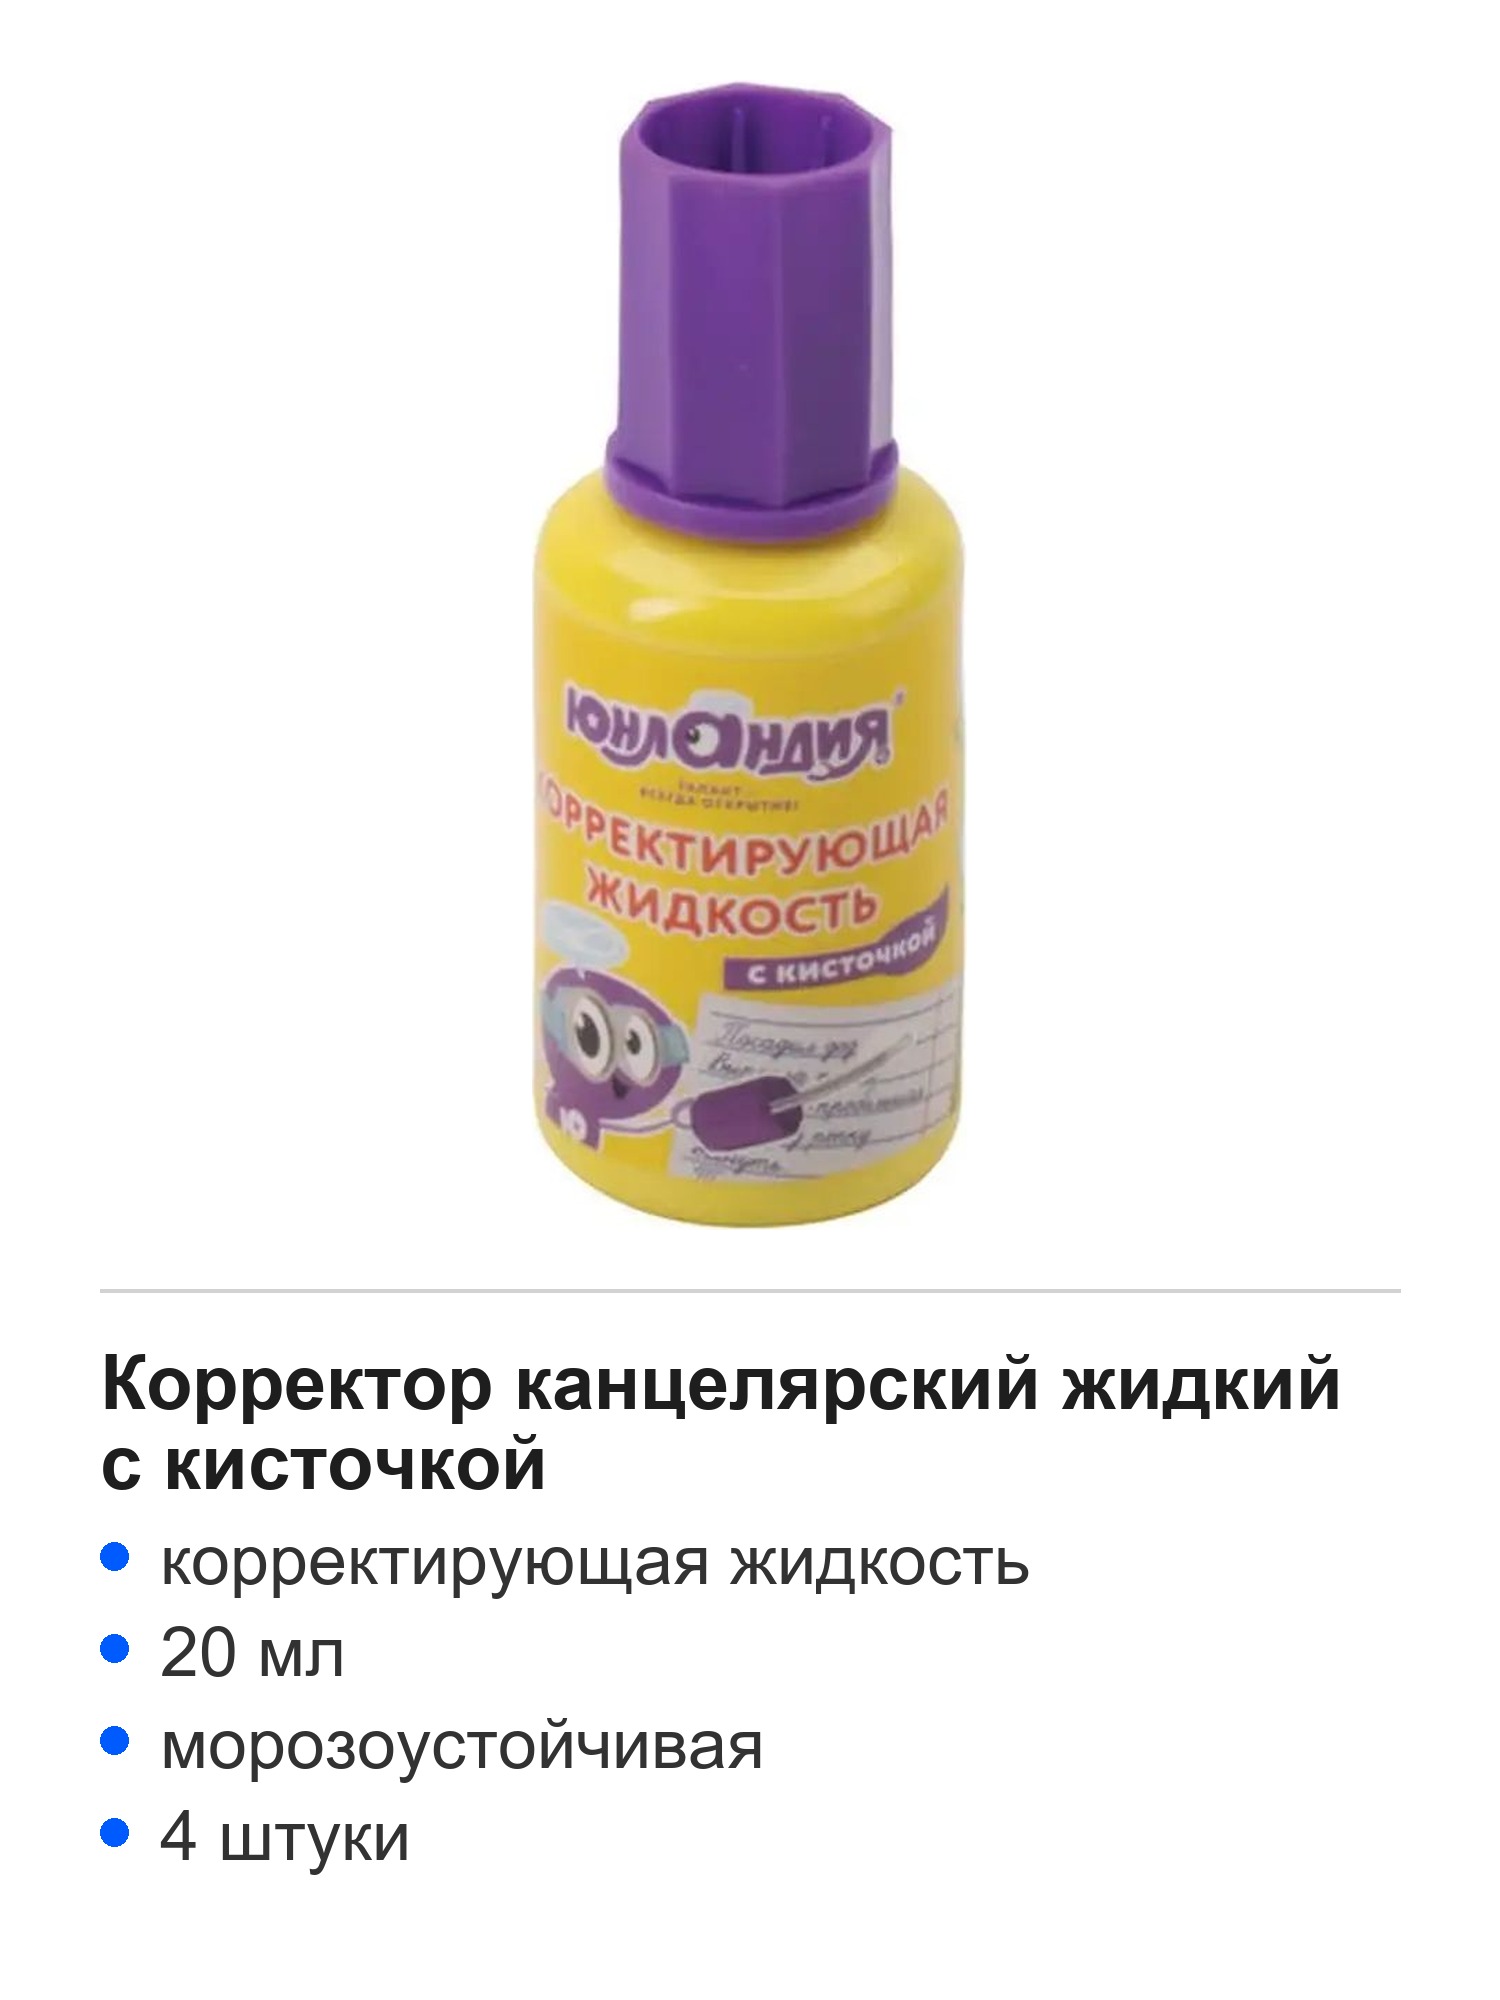 ЮНЛАНДИЯ
КОРРЕКТИРУЮЩАЯ
ЖИДКОСТЬ
С КИСТОЧКОЙ
Корректор канцелярский жидкий
с кисточкой
корректирующая жидкость
20 мл
морозоустойчивая
4 штуки